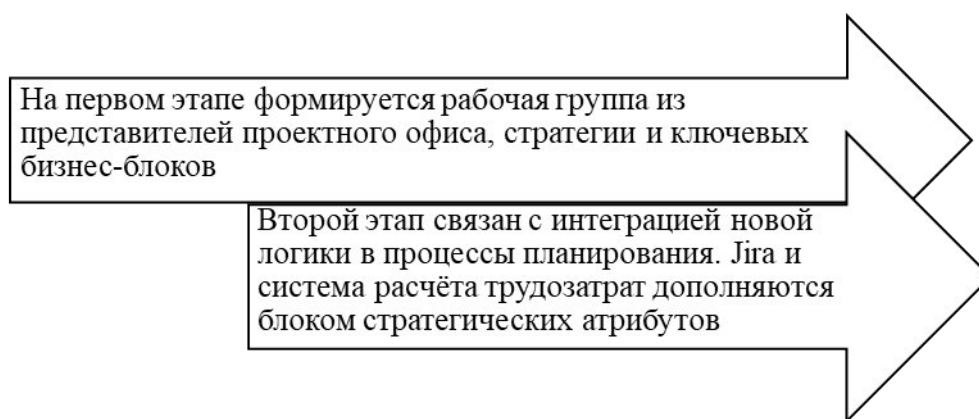 На первом этапе формируется рабочая группа из
представителей проектного офиса, стратегии и ключевых
бизнес-блоков
Второй этап связан с интеграцией новой
логики в процессы планирования. Jira и
система расчёта трудозатрат дополняются
блоком стратегических атрибутов